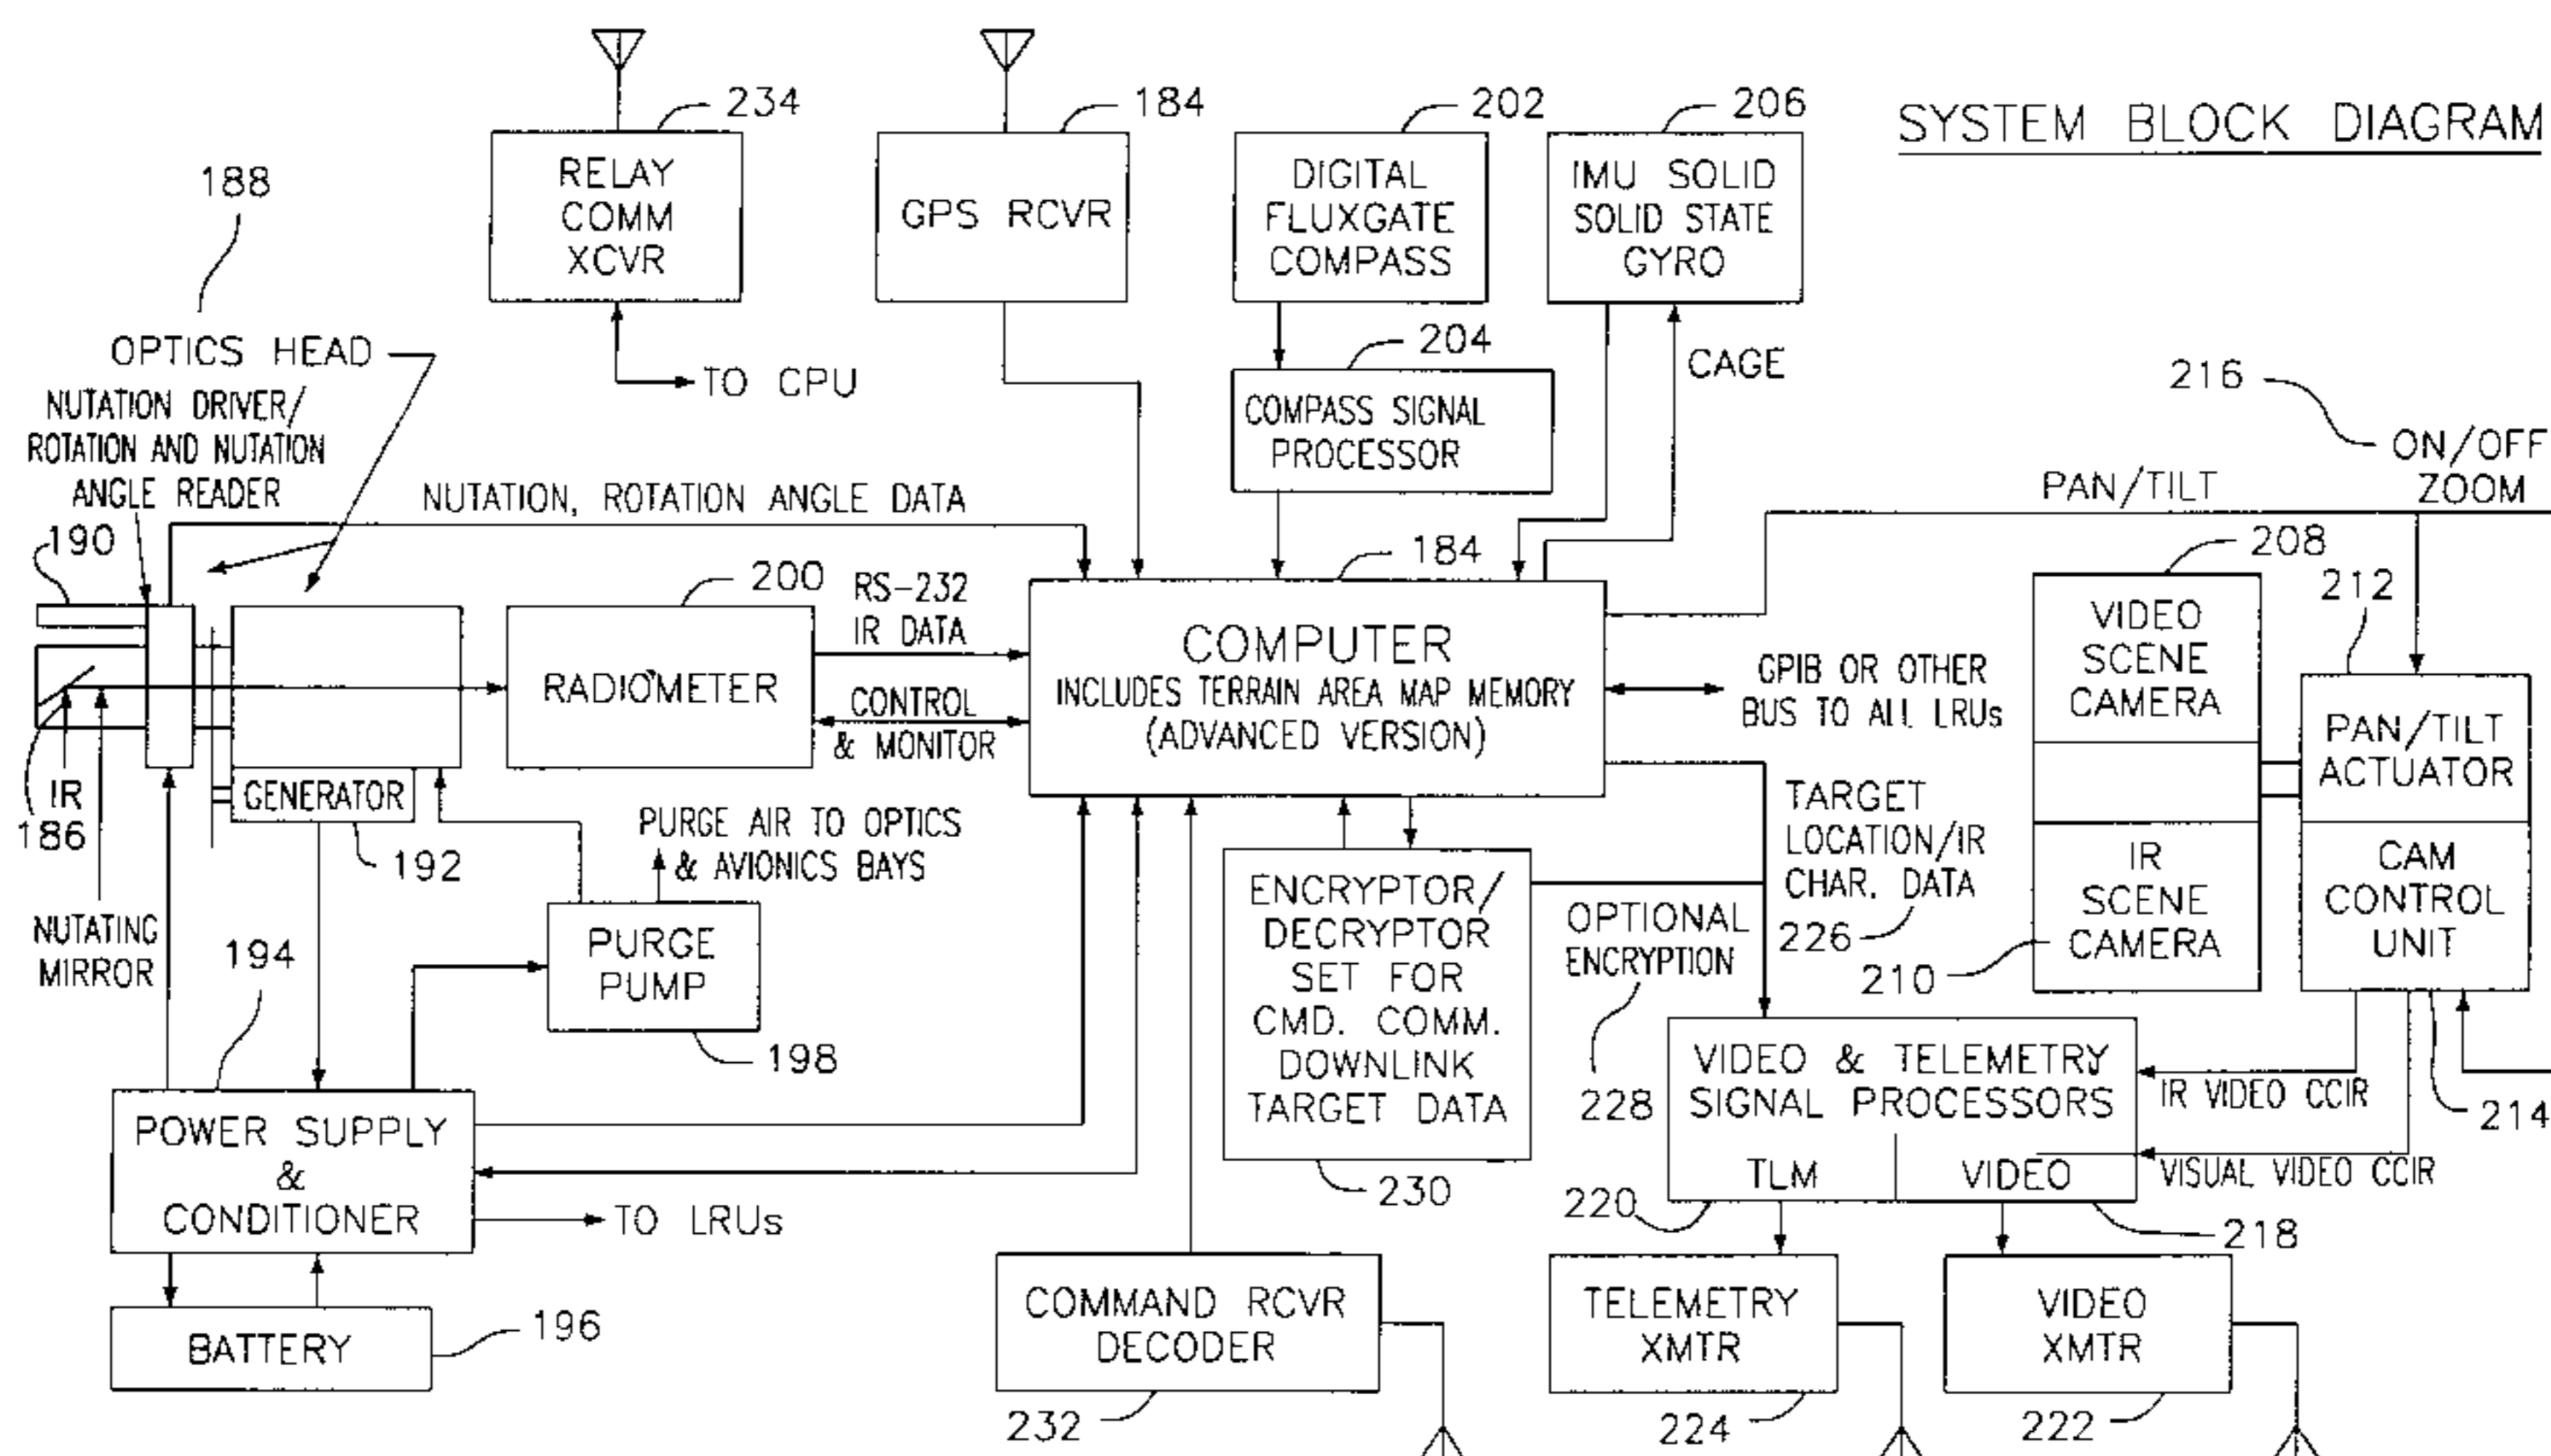 SYSTEM BLOCK DIAGRAM
234
RELAY
COMM
XCVR
TO CPU
184
GPS RCVR
202
DIGITAL
FLUXGATE
COMPASS
204
COMPASS SIGNAL
PROCESSOR
206
IMU SOLID
SOLID STATE
GYRO
CAGE
188
OPTICS HEAD
NUTATION DRIVER/
ROTATION AND NUTATION
ANGLE READER
190
NUTATION, ROTATION ANGLE DATA
IR
186
NUTATING
MIRROR
GENERATOR
192
200
RADIOMETER
RS-232
IR DATA
CONTROL
& MONITOR
184
COMPUTER
INCLUDES TERRAIN AREA MAP MEMORY
(ADVANCED VERSION)
PAN/TILT
216
ON/OFF
ZOOM
GPIB OR OTHER
BUS TO ALL LRUs
208
VIDEO
SCENE
CAMERA
IR
SCENE
CAMERA
210
212
PAN/TILT
ACTUATOR
CAM
CONTROL
UNIT
214
TARGET
LOCATION/IR
CHAR. DATA
226
OPTIONAL
ENCRYPTION
228
PURGE AIR TO OPTICS
& AVIONICS BAYS
PURGE
PUMP
198
194
POWER SUPPLY
&
CONDITIONER
TO LRUs
BATTERY
196
ENCRYPTOR/
DECRYPTOR
SET FOR
CMD. COMM.
DOWNLINK
TARGET DATA
230
VIDEO & TELEMETRY
SIGNAL PROCESSORS
TLM
VIDEO
IR VIDEO CCIR
VISUAL VIDEO CCIR
220
218
COMMAND RCVR
DECODER
232
TELEMETRY
XMTR
224
VIDEO
XMTR
222